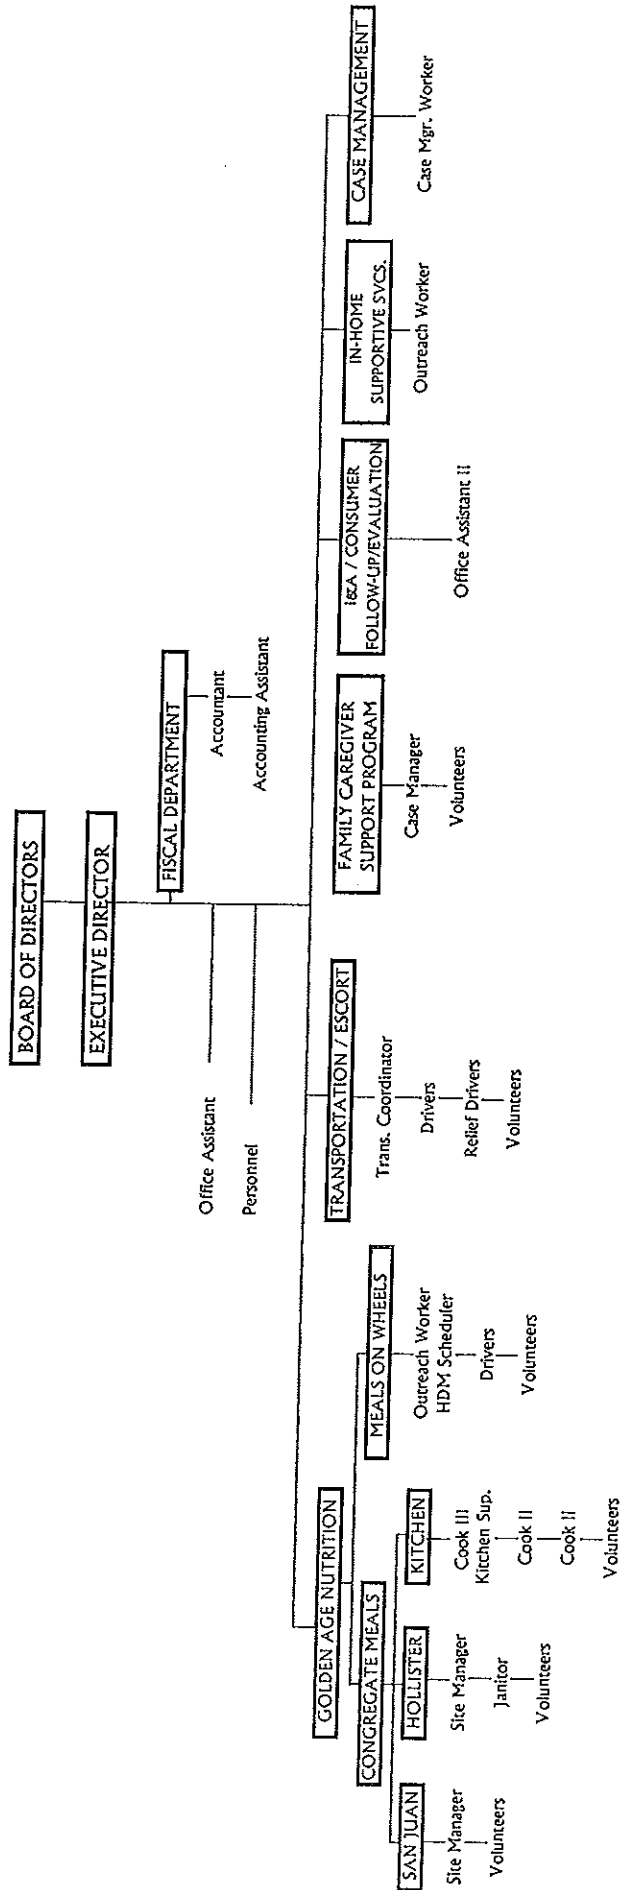 BOARD OF DIRECTORS
EXECUTIVE DIRECTOR
FISCAL DEPARTMENT
Accountant
Accounting Assistant
Office Assistant
Personnel
GOLDEN AGE NUTRITION
CONGREGATE MEALS
SAN JUAN
Site Manager
Volunteers
HOLLISTER
Site Manager
Janitor
Volunteers
KITCHEN
Cook III
Kitchen Sup.
Cook II
Cook II
Volunteers
MEALS ON WHEELS
Outreach Worker
HDM Scheduler
Drivers
Volunteers
TRANSPORTATION / ESCORT
Trans. Coordinator
Drivers
Relief Drivers
Volunteers
FAMILY CAREGIVER
SUPPORT PROGRAM
Case Manager
Volunteers
I&A / CONSUMER
FOLLOW-UP/EVALUATION
Office Assistant II
IN-HOME
SUPPORTIVE SVCS.
Outreach Worker
CASE MANAGEMENT
Case Mgr. Worker